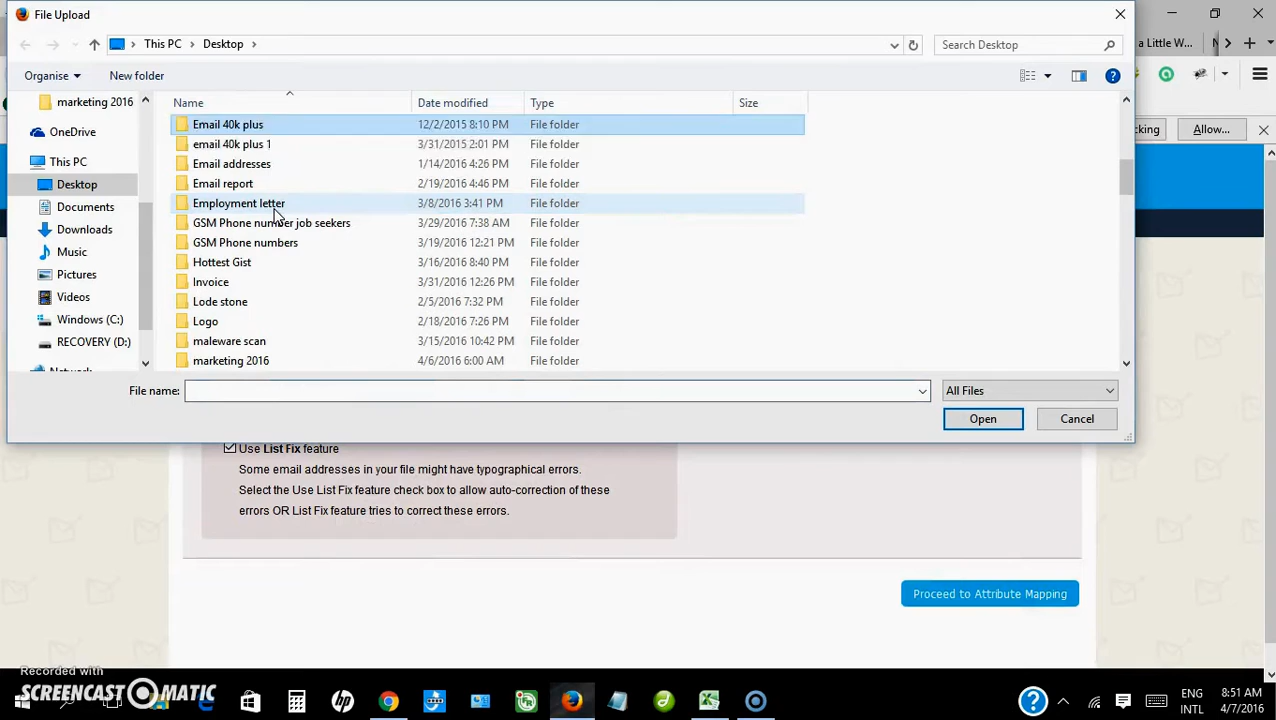 File Upload
This PC
Desktop
Search Desktop
a Little W...
Organise
New folder
cking
Allow...
marketing 2016
OneDrive
This PC
Desktop
Documents
Downloads
Music
Pictures
Videos
Windows (C:)
RECOVERY (D:)
Network
Name Date modified Type Size
Email 40k plus 12/2/2015 8:10 PM File folder
email 40k plus 1 3/31/2015 2:01 PM File folder
Email addresses 1/14/2016 4:26 PM File folder
Email report 2/19/2016 4:46 PM File folder
Employment letter 3/8/2016 3:41 PM File folder
GSM Phone number job seekers 3/29/2016 7:38 AM File folder
GSM Phone numbers 3/19/2016 12:21 PM File folder
Hottest Gist 3/16/2016 8:40 PM File folder
Invoice 3/31/2016 12:26 PM File folder
Lode stone 2/5/2016 7:32 PM File folder
Logo 2/18/2016 7:26 PM File folder
maleware scan 3/15/2016 10:42 PM File folder
marketing 2016 4/6/2016 6:00 AM File folder
File name:
All Files
Open
Cancel
Use List Fix feature
Some email addresses in your file might have typographical errors.
Select the Use List Fix feature check box to allow auto-correction of these
errors OR List Fix feature tries to correct these errors.
Proceed to Attribute Mapping
Recorded with
SCREENCAST MATIC
ENG
INTL
8:51 AM
4/7/2016